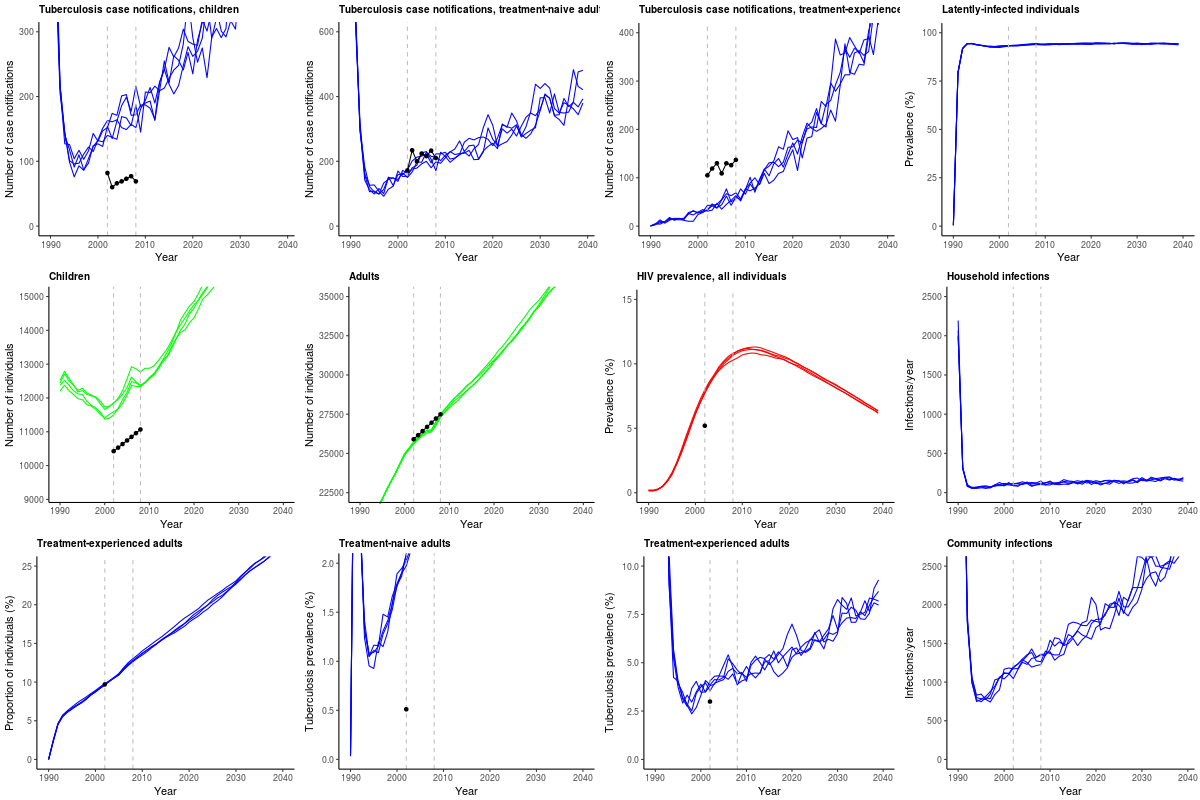 Tuberculosis case notifications, children
Number of case notifications
300
200
100
0
1990 2000 2010 2020 2030 2040
Year
Tuberculosis case notifications, treatment-naive adul
Number of case notifications
600
400
200
0
1990 2000 2010 2020 2030 2040
Year
Tuberculosis case notifications, treatment-experience
Number of case notifications
400
300
200
100
0
1990 2000 2010 2020 2030 2040
Year
Latently-infected individuals
Prevalence (%)
100
75
50
25
0
1990 2000 2010 2020 2030 2040
Year
Children
Number of individuals
15000
14000
13000
12000
11000
10000
9000
1990 2000 2010 2020 2030 2040
Year
Adults
Number of individuals
35000
32500
30000
27500
25000
22500
1990 2000 2010 2020 2030 2040
Year
HIV prevalence, all individuals
Prevalence (%)
15
10
5
0
1990 2000 2010 2020 2030 2040
Year
Household infections
Infections/year
2500
2000
1500
1000
500
0
1990 2000 2010 2020 2030 2040
Year
Treatment-experienced adults
Proportion of individuals (%)
25
20
15
10
5
0
1990 2000 2010 2020 2030 2040
Year
Treatment-naive adults
Tuberculosis prevalence (%)
2.0
1.5
1.0
0.5
0.0
1990 2000 2010 2020 2030 2040
Year
Treatment-experienced adults
Tuberculosis prevalence (%)
10.0
7.5
5.0
2.5
0.0
1990 2000 2010 2020 2030 2040
Year
Community infections
Infections/year
2500
2000
1500
1000
500
0
1990 2000 2010 2020 2030 2040
Year